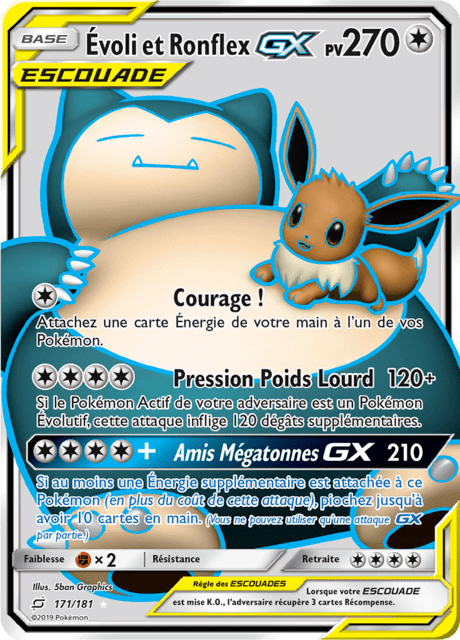 BASE Évoli et Ronflex GX PV270
ESCOUADE
Courage !
Attachez une carte Énergie de votre main à l'un de vos
Pokémon.
Pression Poids Lourd 120+
Si le Pokémon Actif de votre adversaire est un Pokémon
Évolutif, cette attaque inflige 120 dégâts supplémentaires.
+ Amis Mégatonnes GX 210
Si au moins une Énergie supplémentaire est attachée à ce
Pokémon (en plus du coût de cette attaque), piochez jusqu'à
avoir 10 cartes en main. (Vous ne pouvez utiliser qu'une attaque GX
par partie.)
Faiblesse × 2 Résistance Retraite
Illus. 5ban Graphics
171/181
©2019 Pokémon
Règle des ESCOUADES
Lorsque votre ESCOUADE
est mise K.O., l'adversaire récupère 3 cartes Récompense.